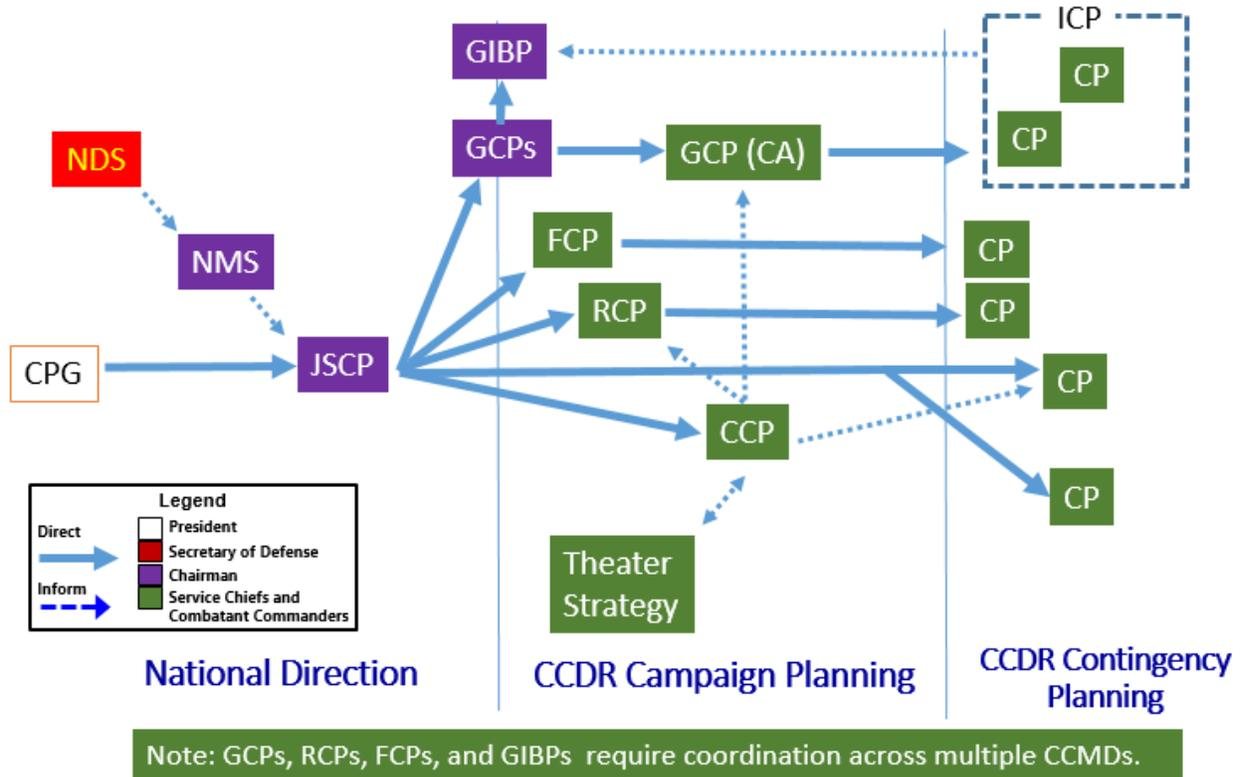 ICP
GIBP
CP
GCPs
GCP (CA)
CP
NDS
FCP
CP
NMS
RCP
CP
JSCP
CPG
CP
CCP
CP
Legend
Direct
President
Secretary of Defense
Chairman
Inform
Service Chiefs and
Combatant Commanders
Theater
Strategy
National Direction
CCDR Campaign Planning
CCDR Contingency
Planning
Note: GCPs, RCPs, FCPs, and GIBPs require coordination across multiple CCMDs.